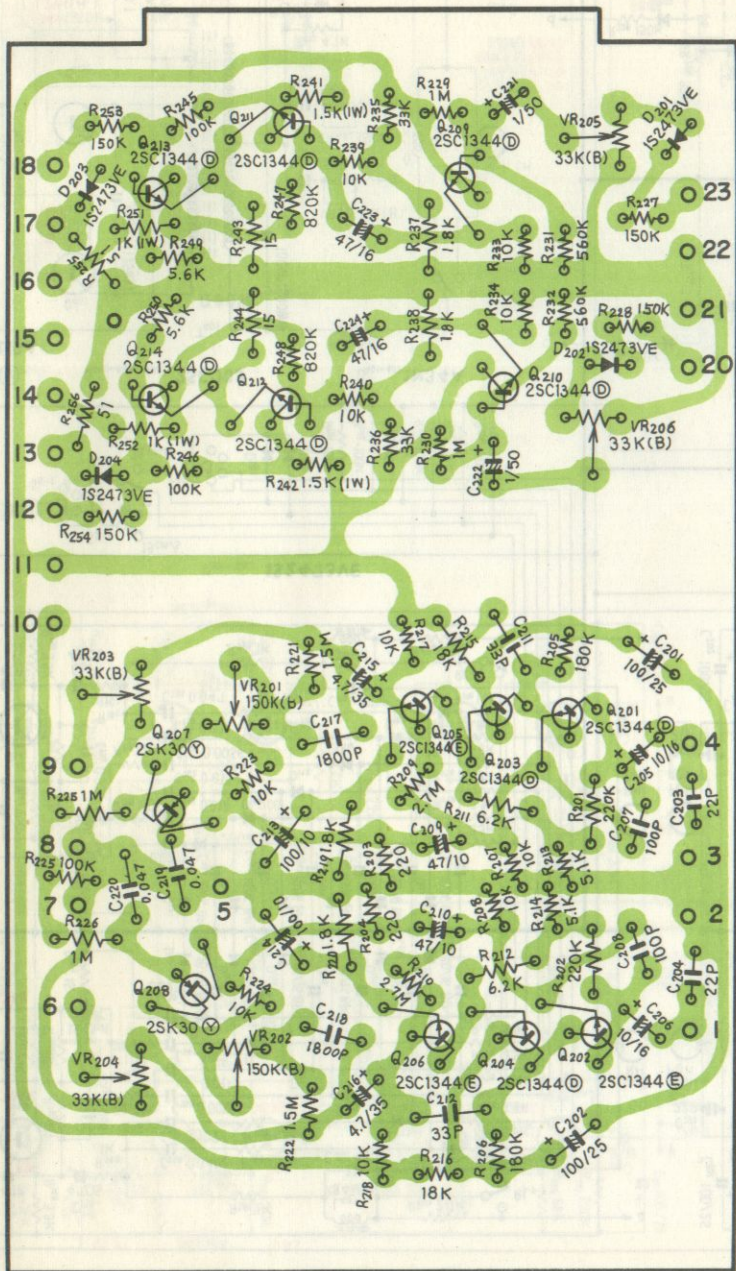 R241
1.5K(1W)
R229
1M
C221
1/50
D201
1S2473VE
R253
150K
R245
100K
Q211
2SC1344 D
R235
33K
Q209
2SC1344 D
VR205
33K(B)
Q213
2SC1344 D
R239
10K
18
D203
1S2473VE
R247
820K
23
17
R251
1K(1W)
R243
15
C223 +
47/16
R237
1.8K
R227
150K
R255
51
R249
5.6K
R233
10K
R231
560K
22
16
R250
5.6K
R244
15
R238
1.8K
R234
10K
R232
560K
21
R228 150K
15
C224 +
47/16
R248
820K
Q214
2SC1344 D
D202 1S2473VE
20
Q212
2SC1344 D
R240
10K
Q210
2SC1344 D
14
R256
51
R252
1K(1W)
R236
33K
R230
1M
VR206
33K(B)
13
D204
1S2473VE
R246
100K
R242 1.5K(1W)
C222 +
1/50
12
R254 150K
11
10
VR203
33K(B)
R221
1.5M
C215
4.7/35 +
R217
10K
R215
18K
C211
33P
R205
180K
+ C201
100/25
VR201
150K(B)
Q207
2SK30 Y
C217
1800P
Q205
2SC1344 E
Q203
2SC1344 D
Q201
2SC1344 D
4
9
R223
10K
R209
2.7M
+ C205 10/16
R225 1M
R211 6.2K
R201
220K
C207
100P
C203
22P
C213 +
100/10
R219 1.8K
C209 +
47/10
8
R225 100K
R203
220
R207
10K
R213
5.1K
3
C220
0.047
C219
0.047
5
7
R208
10K
R214
5.1K
2
R226
1M
C214
100/10 +
R220 1.8K
R204
220
C210 +
47/10
R212
6.2K
R202
220K
C208
100P
C204
22P
R210
2.7M
6
Q208
2SK30 Y
R224
10K
C218
1800P
+ C206
10/16
1
VR202
150K(B)
Q206
2SC1344 E
Q204
2SC1344 D
Q202
2SC1344 E
VR204
33K(B)
R222 1.5M
C216 +
4.7/35
C212
33P
+ C202
100/25
R218 10K
R216
18K
R206
180K